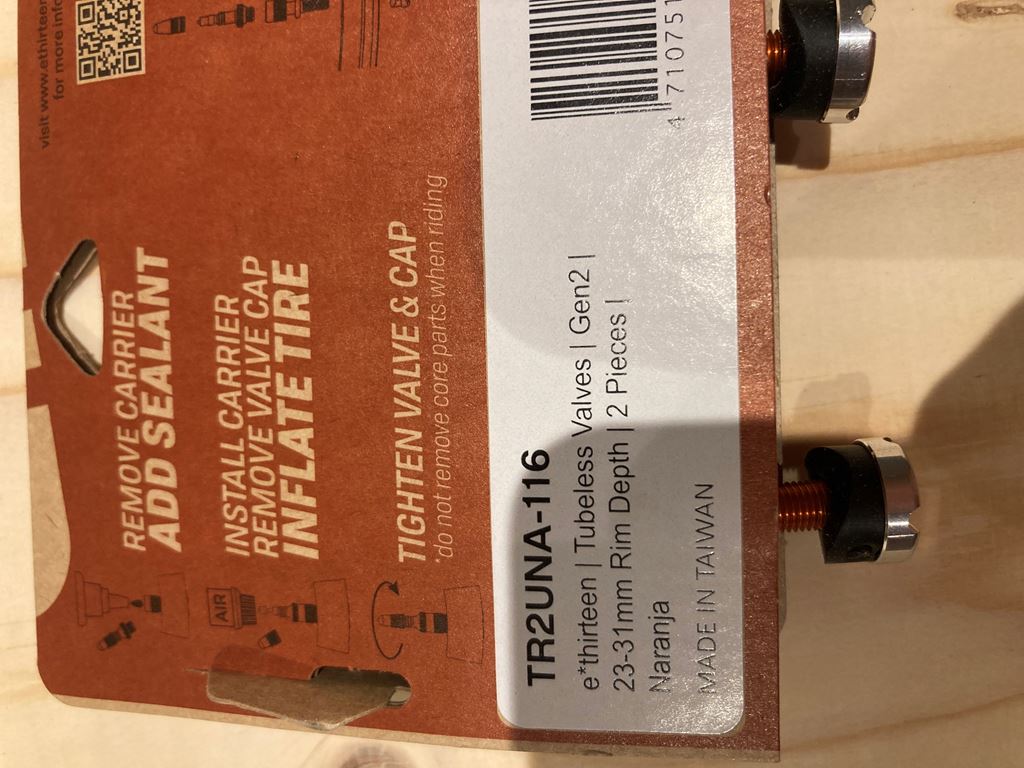 visit www.ethirteen
for more info
REMOVE CARRIER
ADD SEALANT
INSTALL CARRIER
REMOVE VALVE CAP
INFLATE TIRE
AIR
TIGHTEN VALVE & CAP
*do not remove core parts when riding
TR2UNA-116
e*thirteen | Tubeless Valves | Gen2 |
23-31mm Rim Depth | 2 Pieces |
Naranja
MADE IN TAIWAN
4 710751